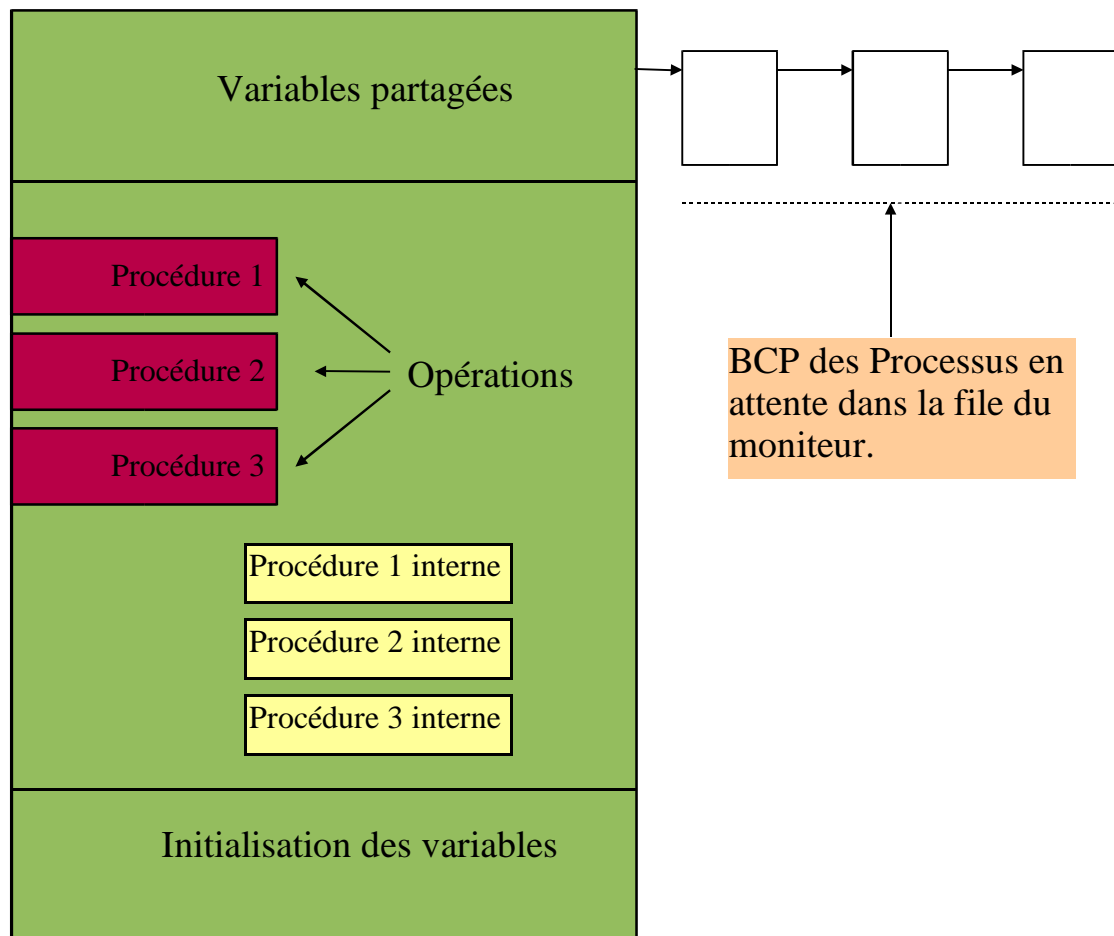 Variables partagées
Procédure 1
Procédure 2
Opérations
Procédure 3
BCP des Processus en
attente dans la file du
moniteur.
Procédure 1 interne
Procédure 2 interne
Procédure 3 interne
Initialisation des variables